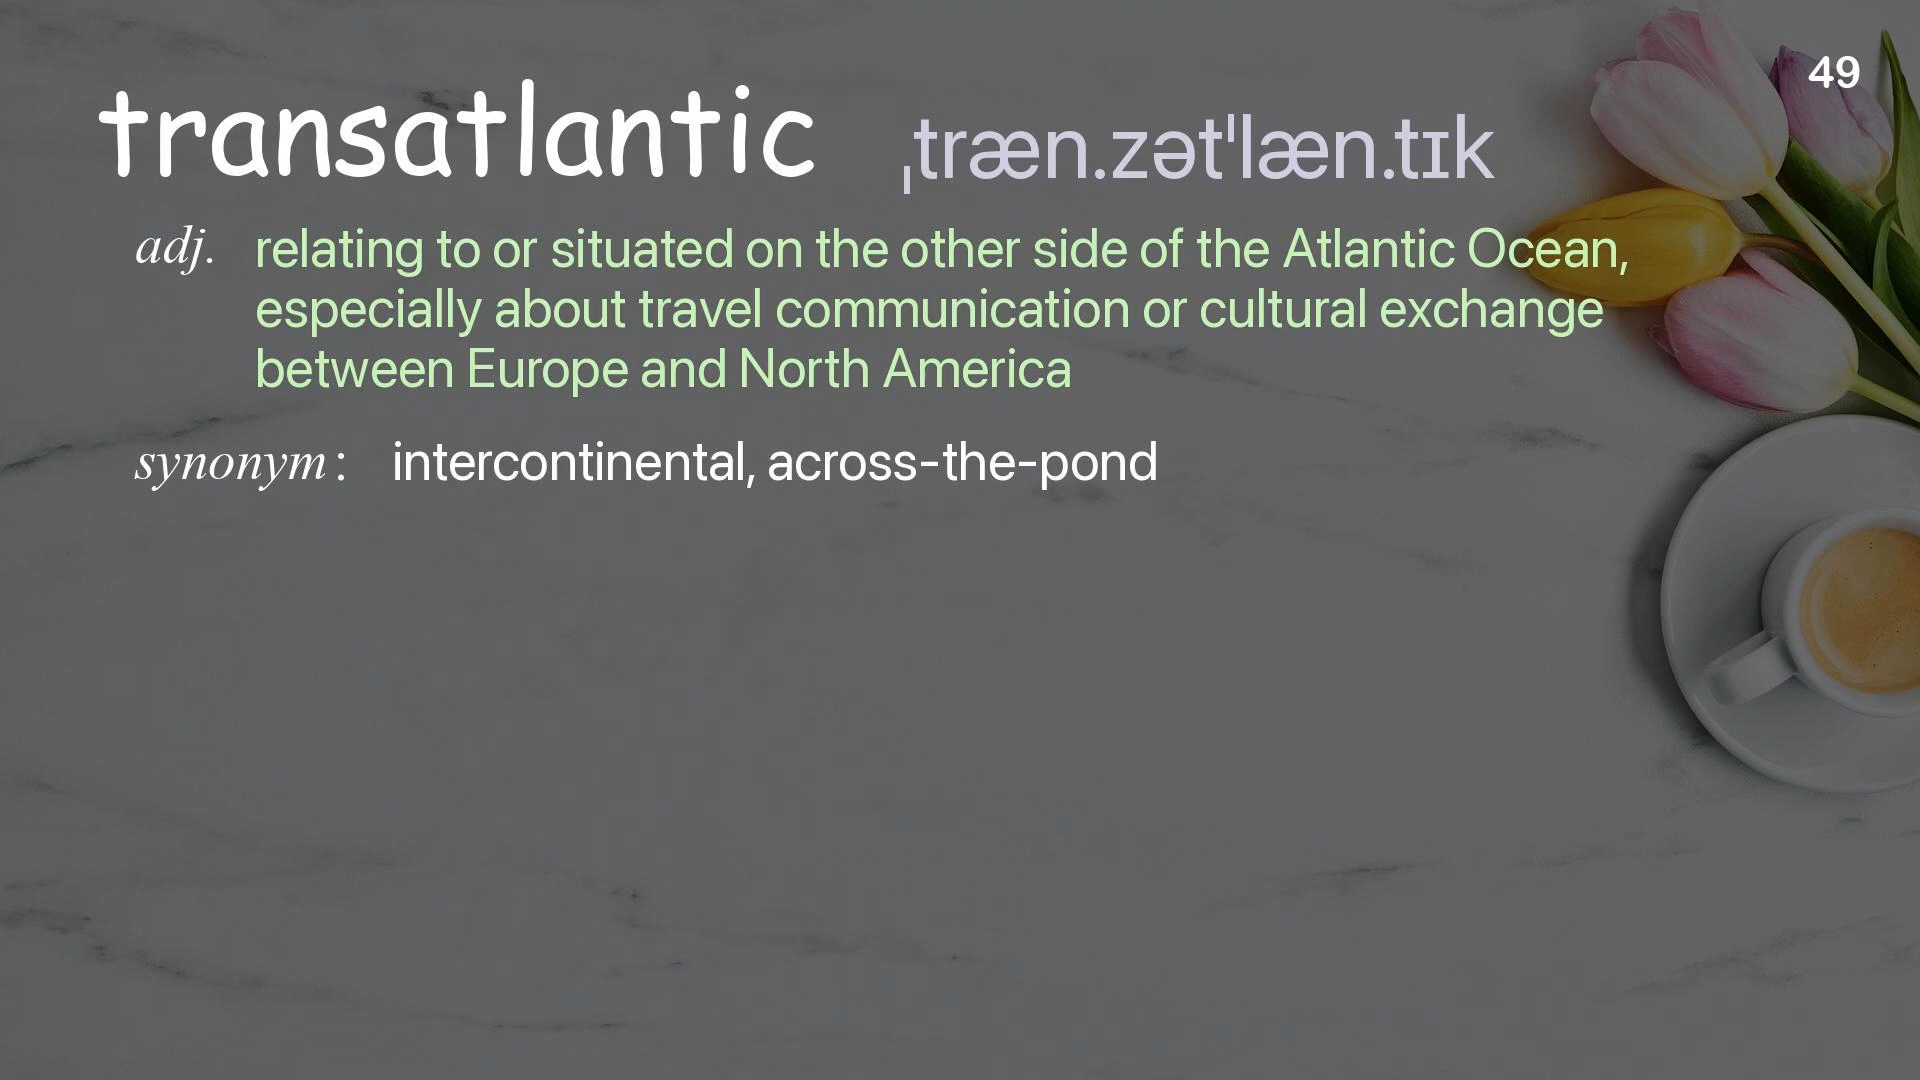 49
transatlantic ˌtræn.zətˈlæn.tɪk
adj. relating to or situated on the other side of the Atlantic Ocean,
especially about travel communication or cultural exchange
between Europe and North America
synonym: intercontinental, across-the-pond